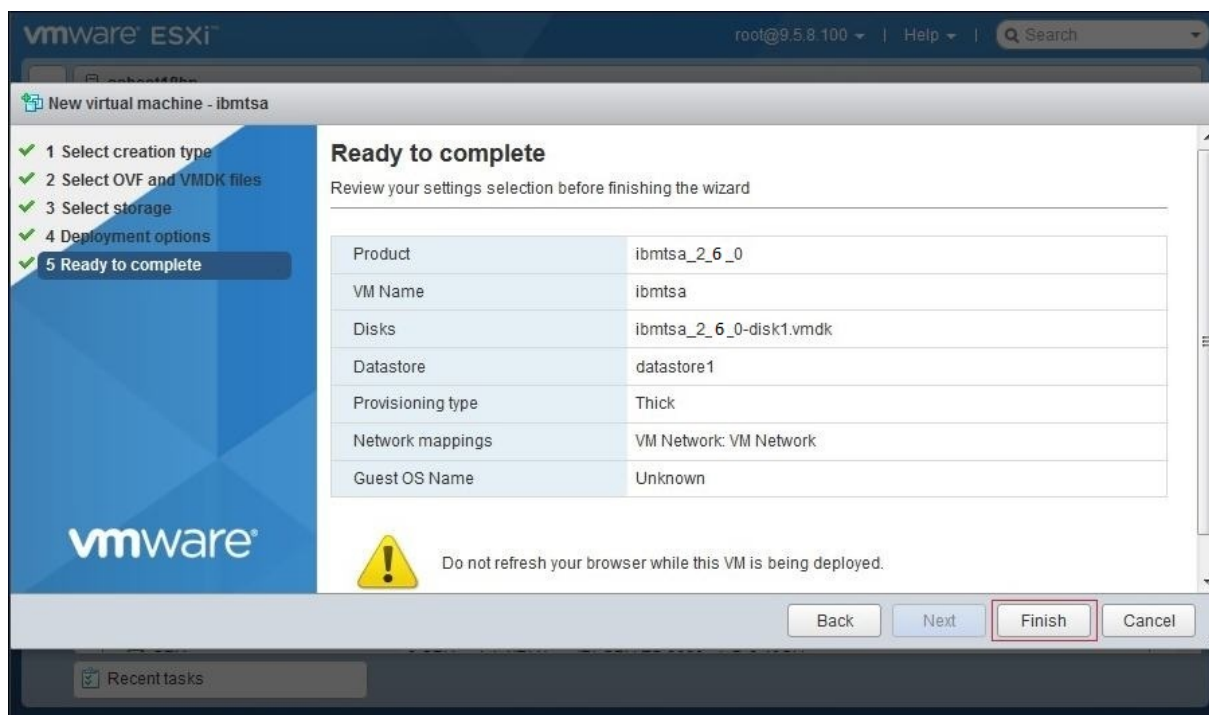 vmware ESXi™
root@9.5.8.100 | Help | Search
New virtual machine - ibmtsa
1 Select creation type
2 Select OVF and VMDK files
3 Select storage
4 Deployment options
5 Ready to complete
vmware®
Ready to complete
Review your settings selection before finishing the wizard
Product ibmtsa_2_6_0
VM Name ibmtsa
Disks ibmtsa_2_6_0-disk1.vmdk
Datastore datastore1
Provisioning type Thick
Network mappings VM Network: VM Network
Guest OS Name Unknown
Do not refresh your browser while this VM is being deployed.
Back Next Finish Cancel
Recent tasks